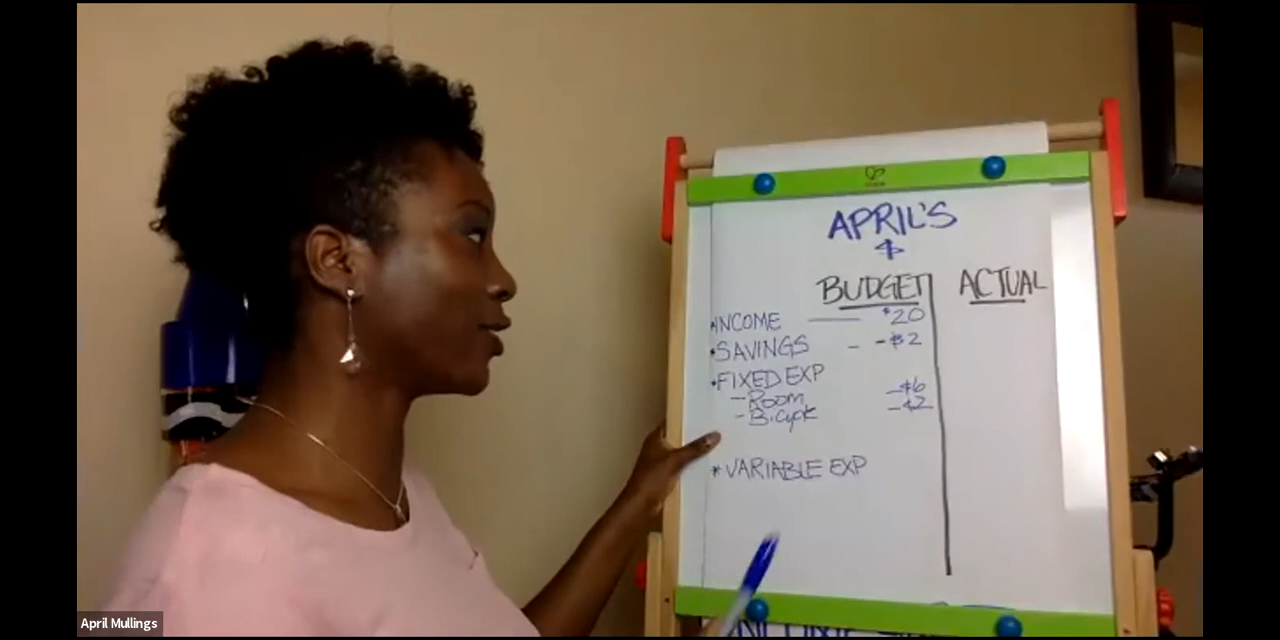 APRIL'S
$
BUDGET ACTUAL
*INCOME $20
*SAVINGS - -$2
*FIXED EXP
-Room -$6
-Bicycle -$2
*VARIABLE EXP
April Mullings